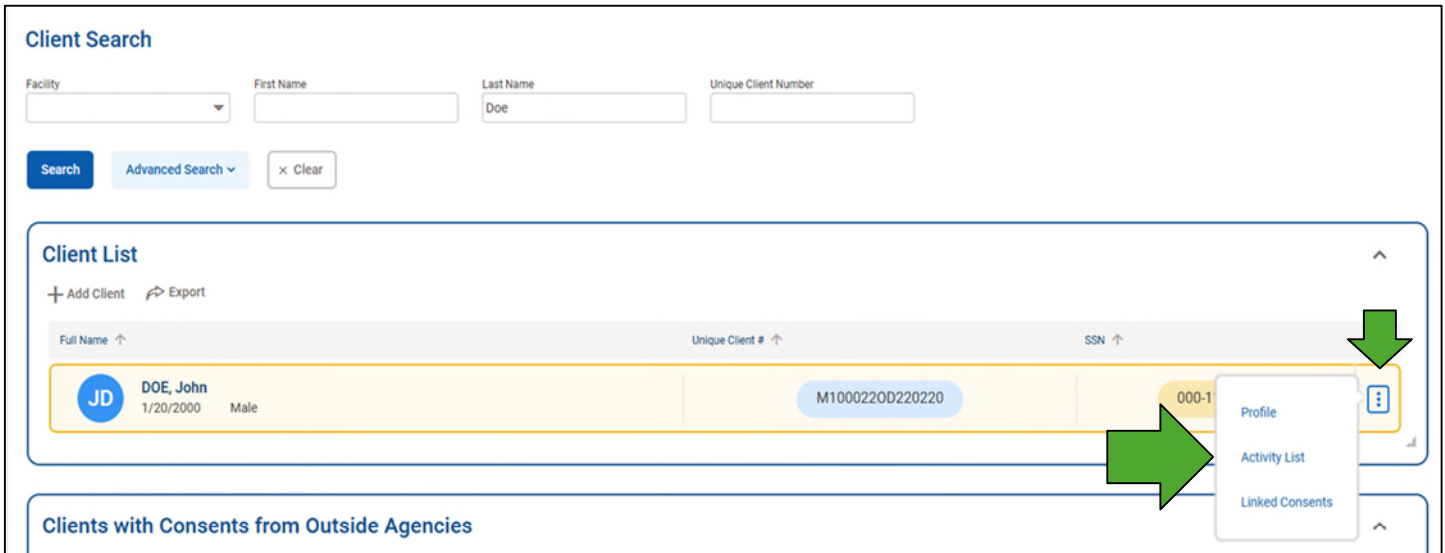 Client Search
Facility First Name Last Name Unique Client Number
Doe
Search Advanced Search × Clear
Client List
Add Client Export
Full Name Unique Client # SSN
JD DOE, John M100022OD220220 000-1
1/20/2000 Male
Profile
Activity List
Linked Consents
Clients with Consents from Outside Agencies